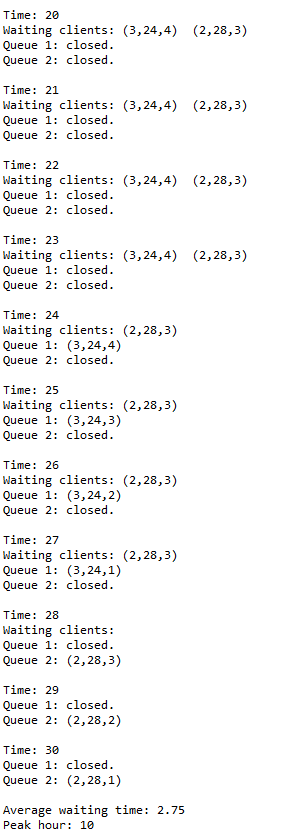 Time: 20
Waiting clients: (3,24,4)  (2,28,3)
Queue 1: closed.
Queue 2: closed.

Time: 21
Waiting clients: (3,24,4)  (2,28,3)
Queue 1: closed.
Queue 2: closed.

Time: 22
Waiting clients: (3,24,4)  (2,28,3)
Queue 1: closed.
Queue 2: closed.

Time: 23
Waiting clients: (3,24,4)  (2,28,3)
Queue 1: closed.
Queue 2: closed.

Time: 24
Waiting clients: (2,28,3)
Queue 1: (3,24,4)
Queue 2: closed.

Time: 25
Waiting clients: (2,28,3)
Queue 1: (3,24,3)
Queue 2: closed.

Time: 26
Waiting clients: (2,28,3)
Queue 1: (3,24,2)
Queue 2: closed.

Time: 27
Waiting clients: (2,28,3)
Queue 1: (3,24,1)
Queue 2: closed.

Time: 28
Waiting clients:
Queue 1: closed.
Queue 2: (2,28,3)

Time: 29
Queue 1: closed.
Queue 2: (2,28,2)

Time: 30
Queue 1: closed.
Queue 2: (2,28,1)

Average waiting time: 2.75
Peak hour: 10